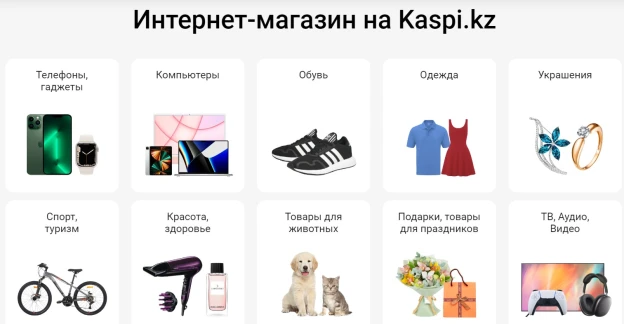 Интернет-магазин на Kaspi.kz
Телефоны,
гаджеты
Компьютеры
Обувь
Одежда
Украшения
Спорт,
туризм
Красота,
здоровье
Товары для
животных
Подарки, товары
для праздников
ТВ, Аудио,
Видео